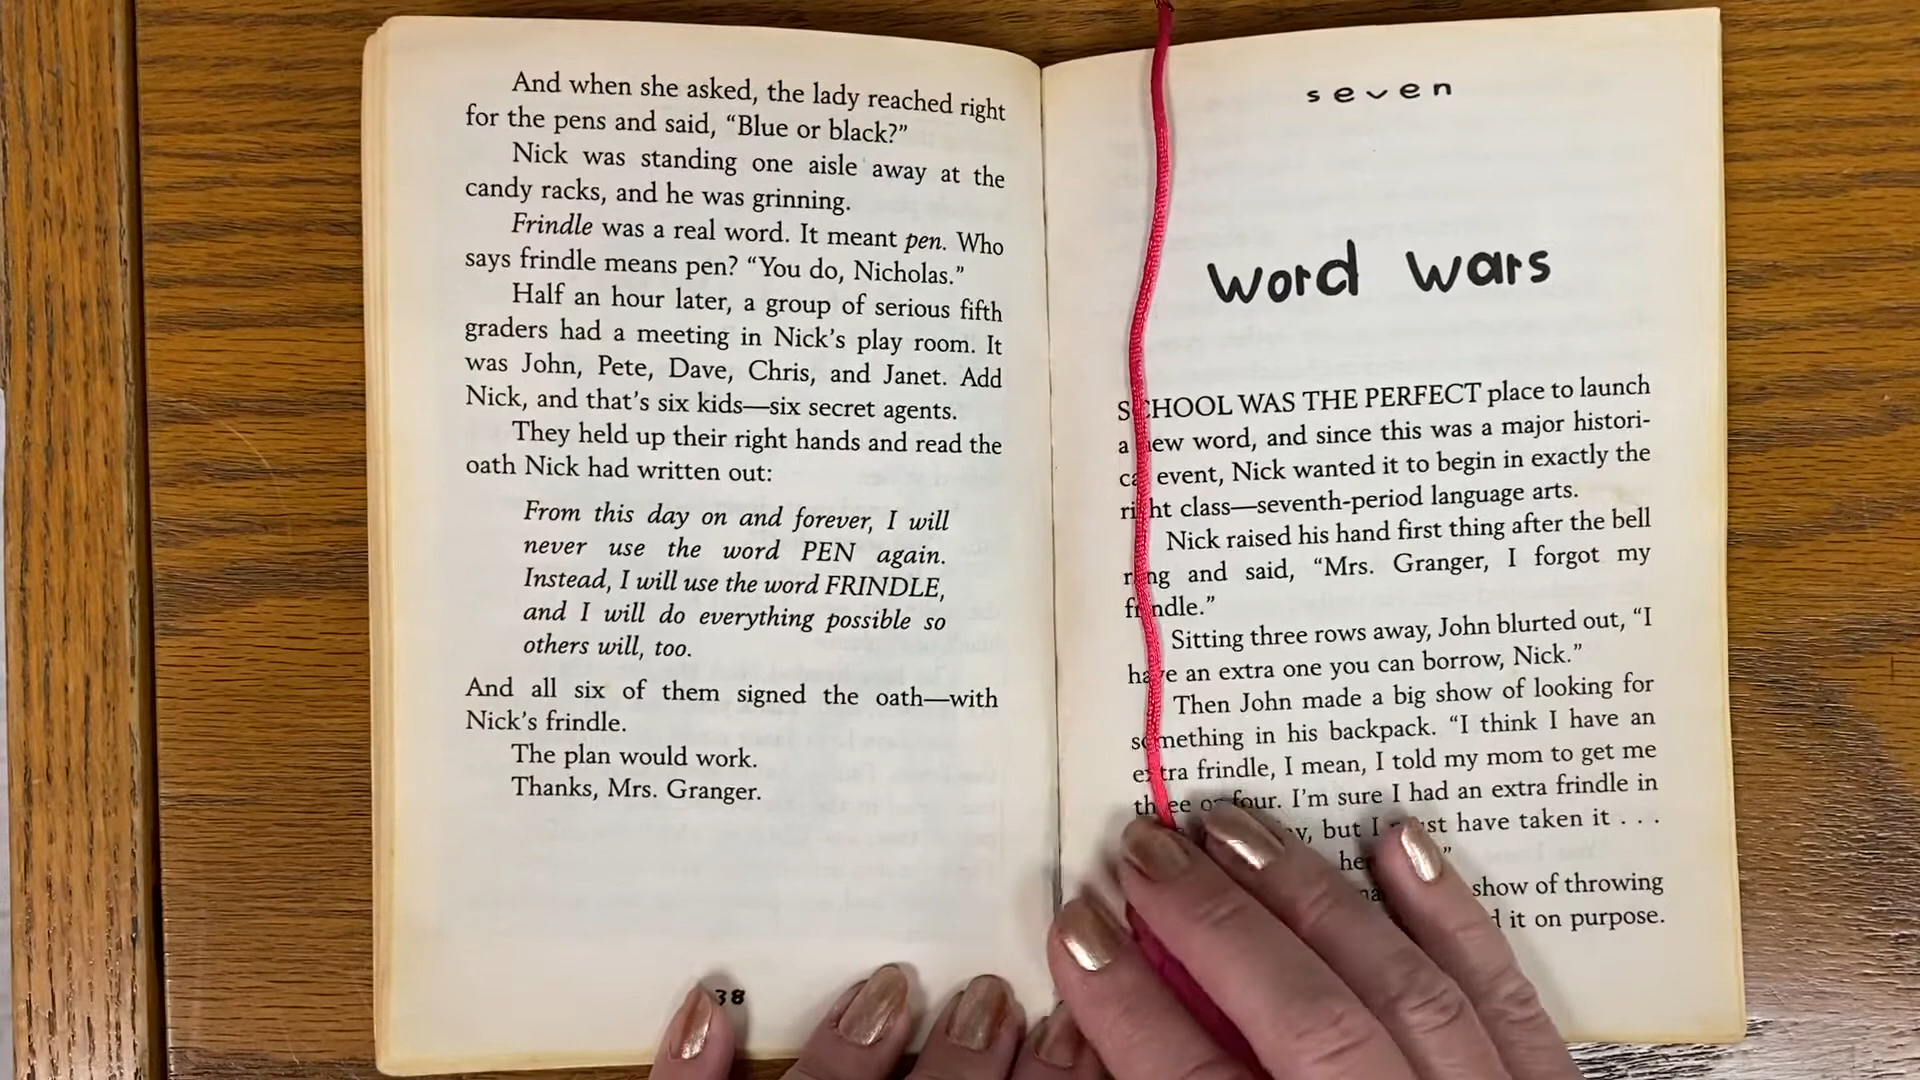 And when she asked, the lady reached right
for the pens and said, “Blue or black?”
Nick was standing one aisle away at the
candy racks, and he was grinning.
Frindle was a real word. It meant pen. Who
says frindle means pen? “You do, Nicholas.”
Half an hour later, a group of serious fifth
graders had a meeting in Nick’s play room. It
was John, Pete, Dave, Chris, and Janet. Add
Nick, and that’s six kids—six secret agents.
They held up their right hands and read the
oath Nick had written out:
From this day on and forever, I will
never use the word PEN again.
Instead, I will use the word FRINDLE,
and I will do everything possible so
others will, too.
And all six of them signed the oath—with
Nick’s frindle.
The plan would work.
Thanks, Mrs. Granger.
38
seven
word wars
SCHOOL WAS THE PERFECT place to launch
a new word, and since this was a major histori-
cal event, Nick wanted it to begin in exactly the
right class—seventh-period language arts.
Nick raised his hand first thing after the bell
rang and said, “Mrs. Granger, I forgot my
frindle.”
Sitting three rows away, John blurted out, “I
have an extra one you can borrow, Nick.”
Then John made a big show of looking for
something in his backpack. “I think I have an
extra frindle, I mean, I told my mom to get me
three or four. I’m sure I had an extra frindle in
but I must have taken it . . .
show of throwing
it on purpose.